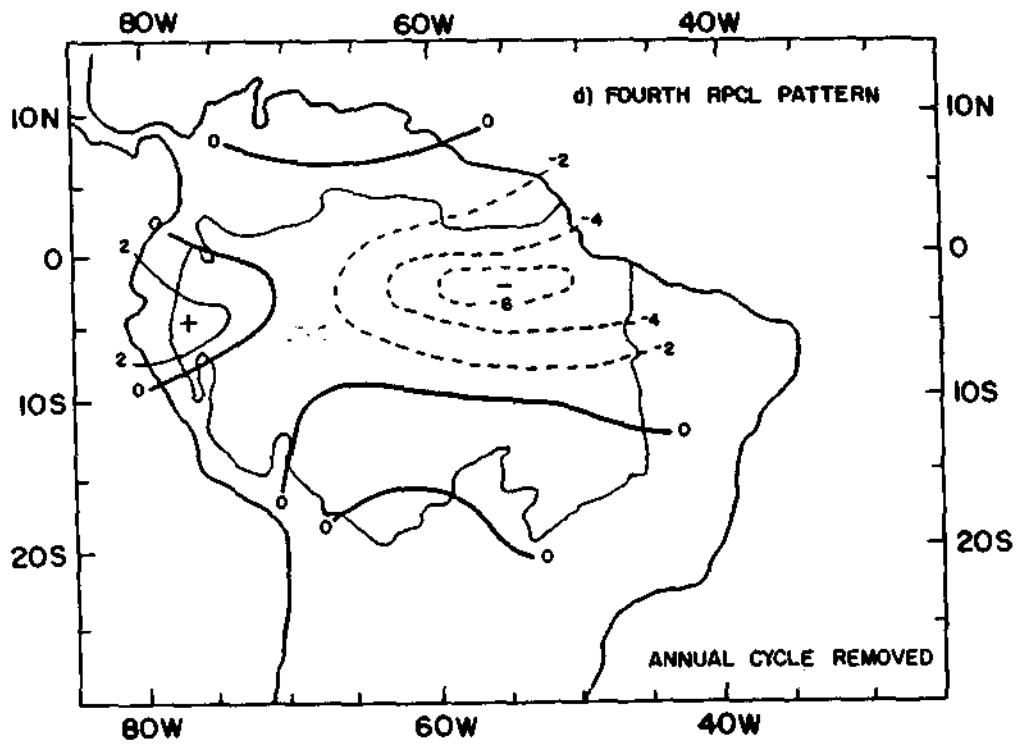 80W 60W 40W
d) FOURTH RPCL PATTERN
10N 10N
0 0
-2
-4
0
2
0 0
-
6
+
-4
2 -2
0
10S 10S
0
0
0
0
20S 20S
ANNUAL CYCLE REMOVED
80W 60W 40W